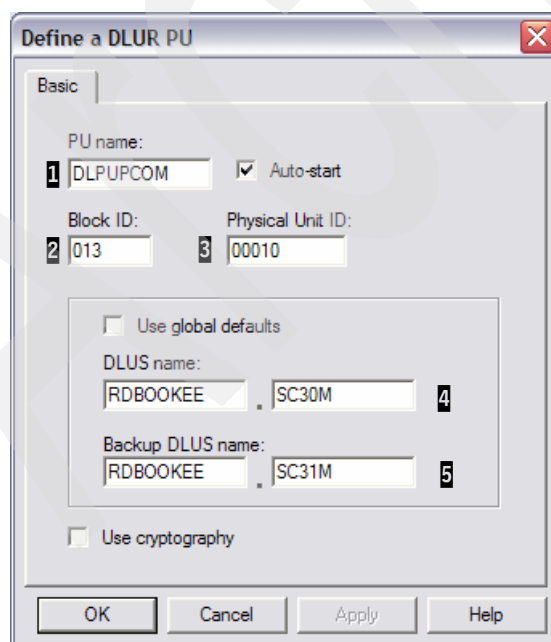 Define a DLUR PU
Basic
PU name:
1 DLPUPCOM Auto-start
Block ID: Physical Unit ID:
2 013 3 00010
Use global defaults
DLUS name:
RDBOOKEE . SC30M 4
Backup DLUS name:
RDBOOKEE . SC31M 5
Use cryptography
OK Cancel Apply Help